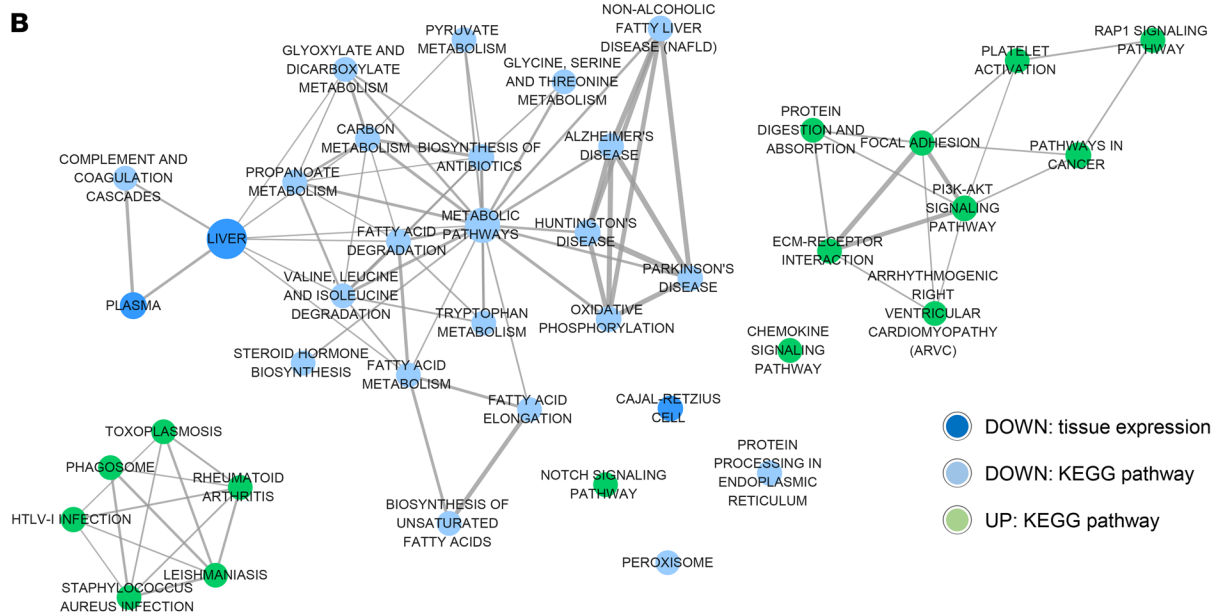 B
NON-ALCOHOLIC
FATTY LIVER
DISEASE (NAFLD)
PYRUVATE
METABOLISM
GLYOXYLATE AND
DICARBOXYLATE
METABOLISM
GLYCINE, SERINE
AND THREONINE
METABOLISM
RAP1 SIGNALING
PATHWAY
PLATELET
ACTIVATION
PROTEIN
DIGESTION AND
ABSORPTION
FOCAL ADHESION
PATHWAYS IN
CANCER
CARBON
METABOLISM
BIOSYNTHESIS OF
ANTIBIOTICS
ALZHEIMER'S
DISEASE
COMPLEMENT AND
COAGULATION
CASCADES
PROPANOATE
METABOLISM
PI3K-AKT
SIGNALING
PATHWAY
LIVER
METABOLIC
PATHWAYS
FATTY ACID
DEGRADATION
HUNTINGTON'S
DISEASE
ECM-RECEPTOR
INTERACTION
PARKINSON'S
DISEASE
VALINE, LEUCINE
AND ISOLEUCINE
DEGRADATION
ARRHYTHMOGENIC
RIGHT
VENTRICULAR
CARDIOMYOPATHY
(ARVC)
PLASMA
TRYPTOPHAN
METABOLISM
OXIDATIVE
PHOSPHORYLATION
CHEMOKINE
SIGNALING
PATHWAY
STEROID HORMONE
BIOSYNTHESIS
FATTY ACID
METABOLISM
FATTY ACID
ELONGATION
CAJAL-RETZIUS
CELL
TOXOPLASMOSIS
PHAGOSOME
RHEUMATOID
ARTHRITIS
HTLV-I INFECTION
LEISHMANIASIS
STAPHYLOCOCCUS
AUREUS INFECTION
BIOSYNTHESIS OF
UNSATURATED
FATTY ACIDS
NOTCH SIGNALING
PATHWAY
PROTEIN
PROCESSING IN
ENDOPLASMIC
RETICULUM
PEROXISOME
DOWN: tissue expression
DOWN: KEGG pathway
UP: KEGG pathway